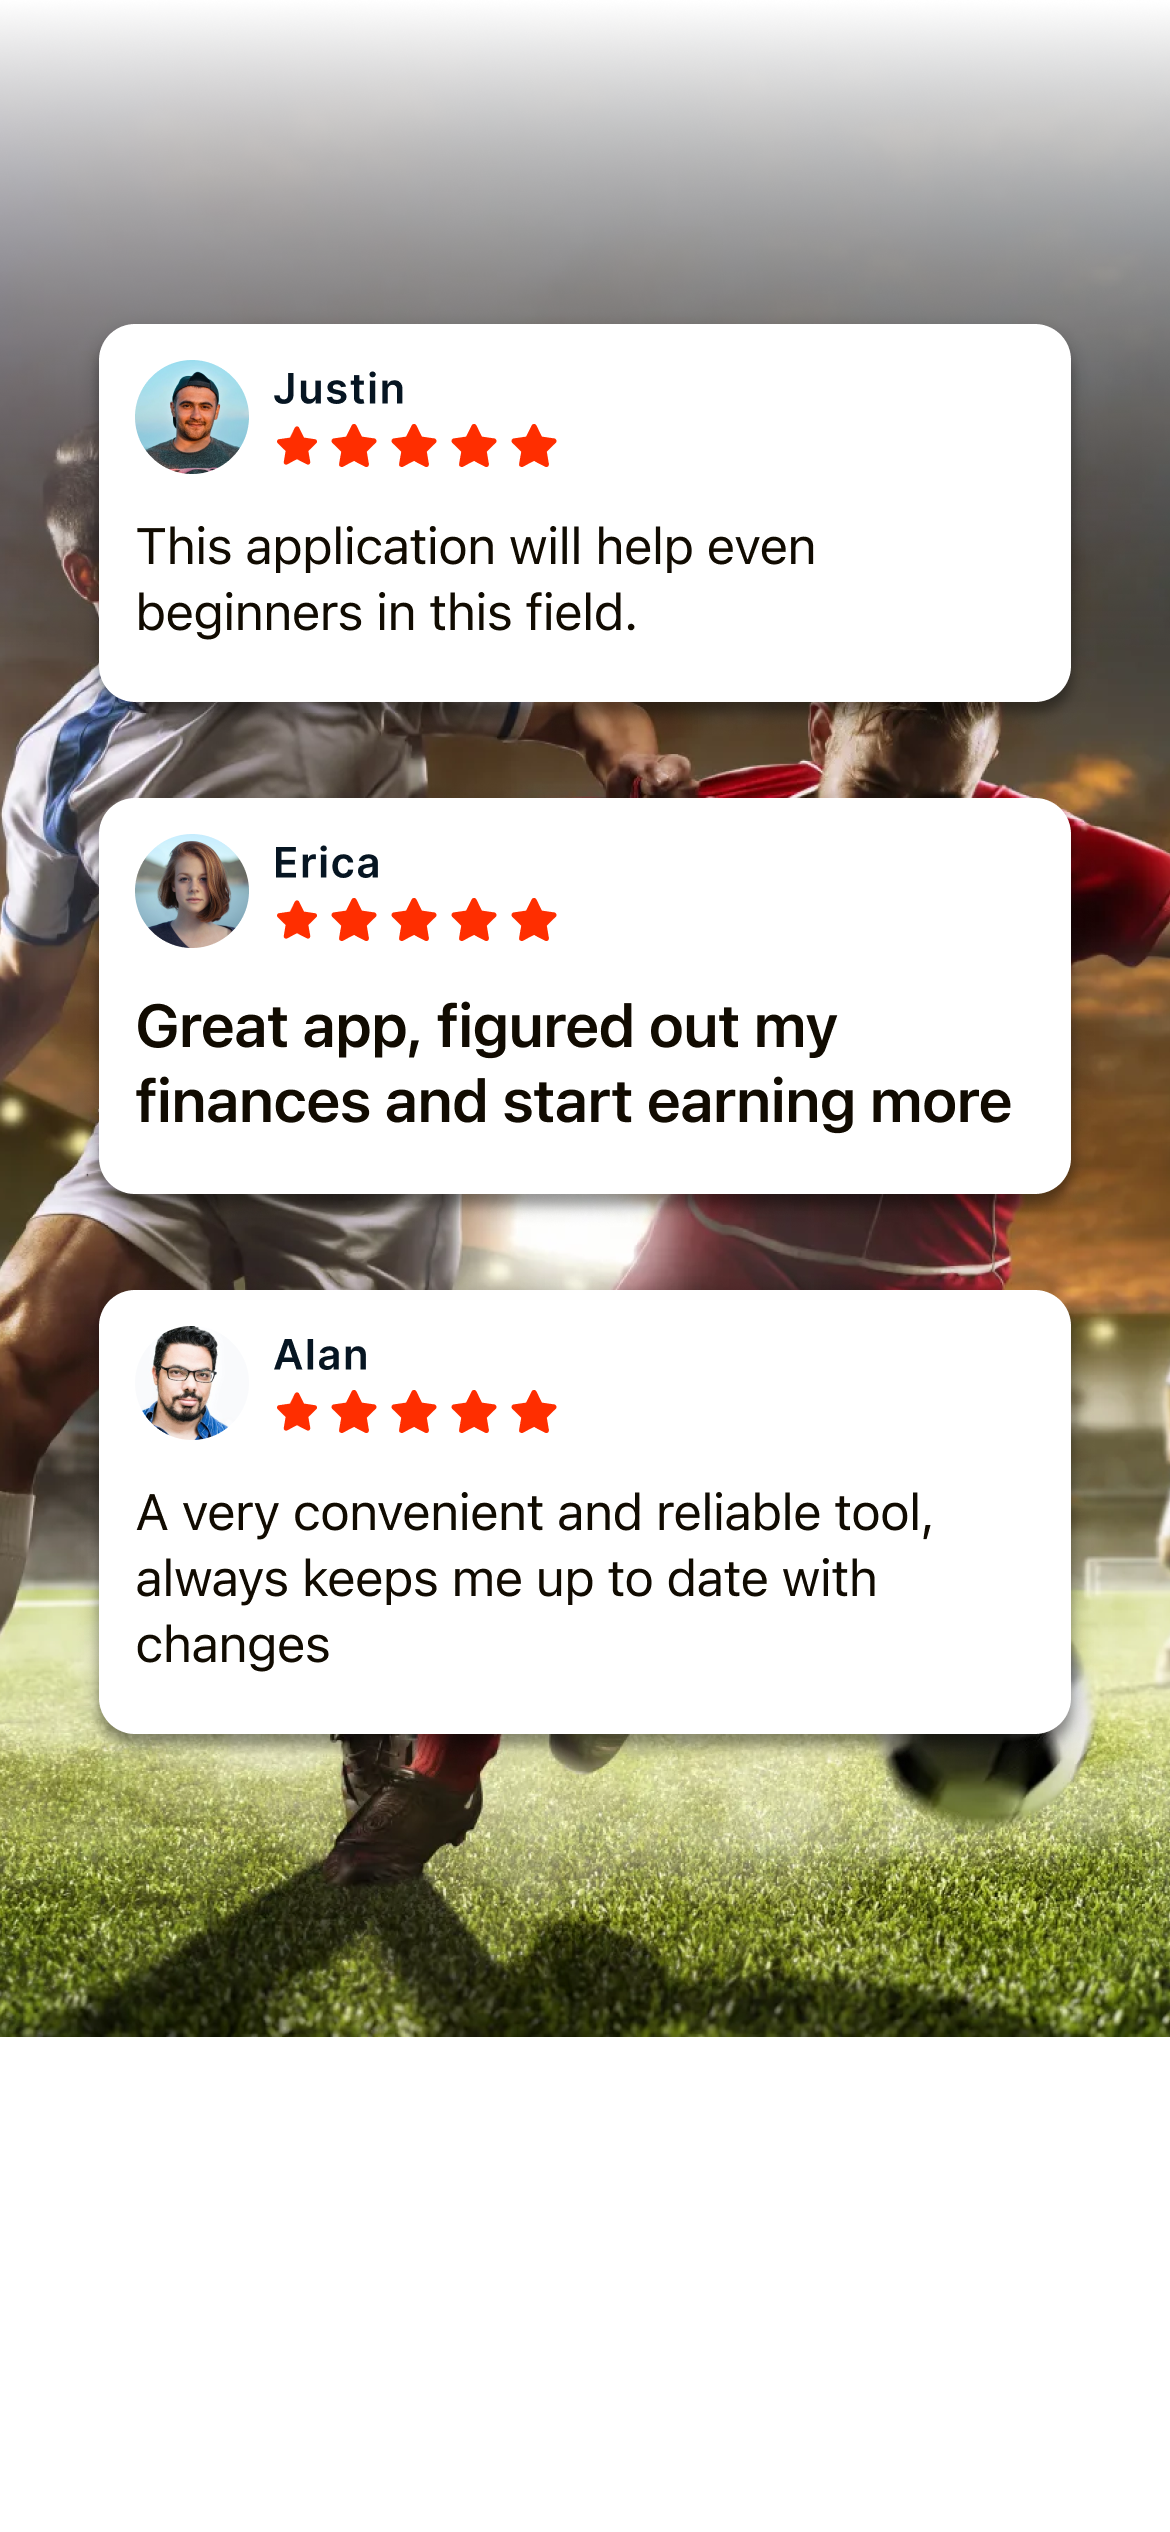 Justin
This application will help even
beginners in this field.
Erica
Great app, figured out my
finances and start earning more
Alan
A very convenient and reliable tool,
always keeps me up to date with
changes